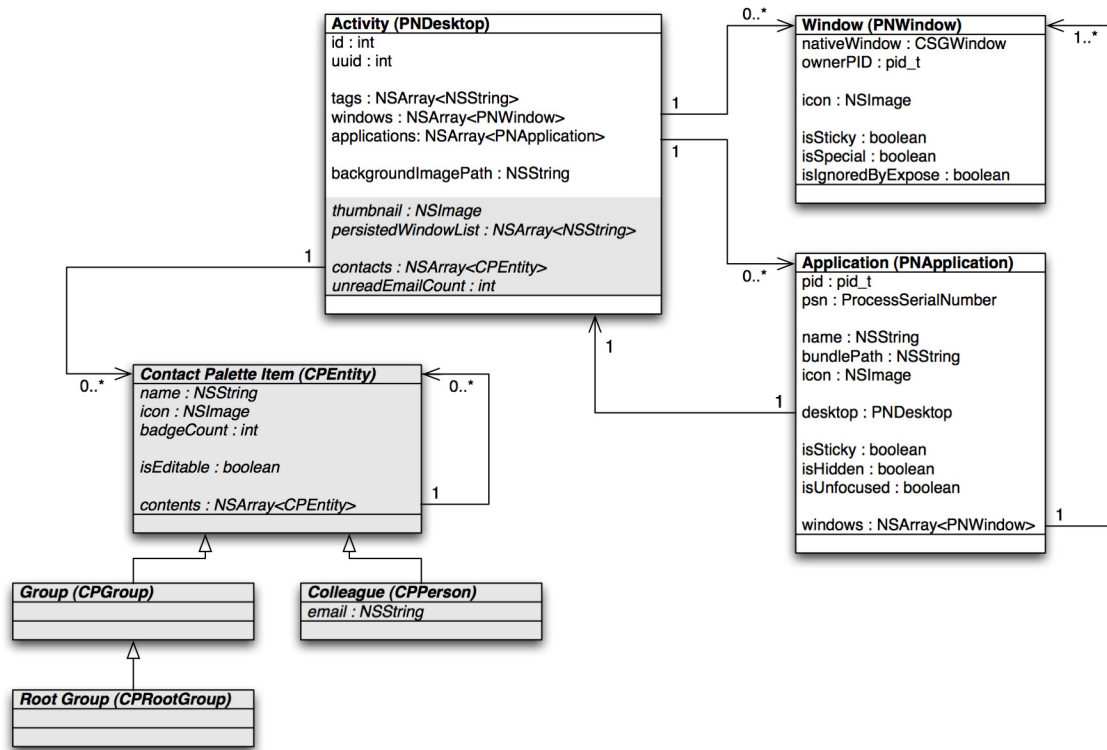 Activity (PNDesktop)
id : int
uuid : int
tags : NSArray<NSString>
windows : NSArray<PNWindow>
applications: NSArray<PNApplication>
backgroundImagePath : NSString
thumbnail : NSImage
persistedWindowList : NSArray<NSString>
contacts : NSArray<CPEntity>
unreadEmailCount : int
1
0..*
1
0..*
1
0..*
Window (PNWindow)
nativeWindow : CSGWindow
ownerPID : pid_t
icon : NSImage
isSticky : boolean
isSpecial : boolean
isIgnoredByExpose : boolean
1..*
Application (PNApplication)
pid : pid_t
psn : ProcessSerialNumber
name : NSString
bundlePath : NSString
icon : NSImage
desktop : PNDesktop
isSticky : boolean
isHidden : boolean
isUnfocused : boolean
windows : NSArray<PNWindow>
1
1
1
Contact Palette Item (CPEntity)
name : NSString
icon : NSImage
badgeCount : int
isEditable : boolean
contents : NSArray<CPEntity>
0..*
1
Group (CPGroup)
Colleague (CPPerson)
email : NSString
Root Group (CPRootGroup)